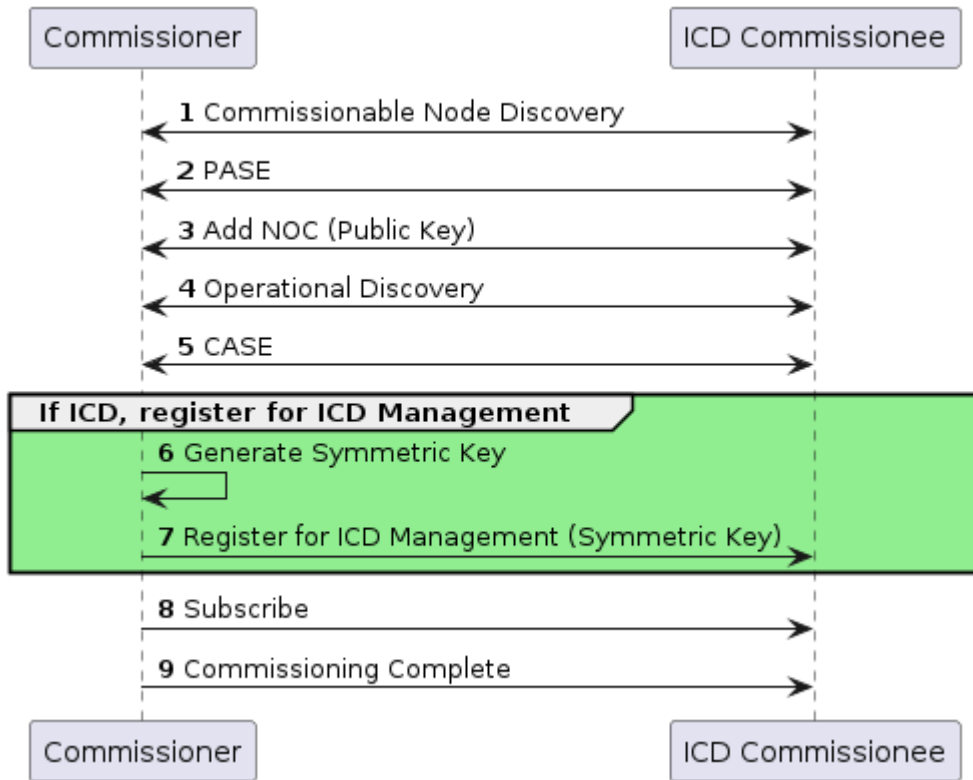 Commissioner ICD Commissionee
1 Commissionable Node Discovery
2 PASE
3 Add NOC (Public Key)
4 Operational Discovery
5 CASE
If ICD, register for ICD Management
6 Generate Symmetric Key
7 Register for ICD Management (Symmetric Key)
8 Subscribe
9 Commissioning Complete
Commissioner ICD Commissionee